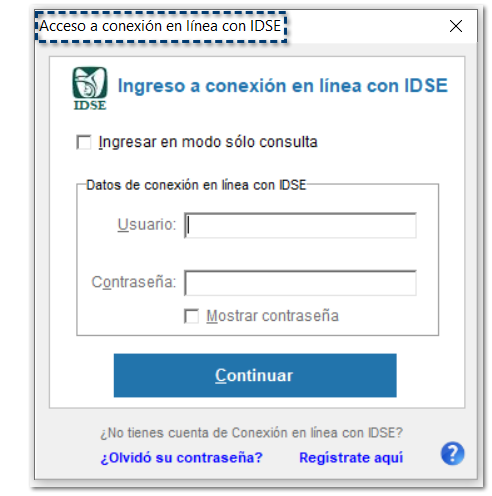 Acceso a conexión en línea con IDSE
IDSE
Ingreso a conexión en línea con IDSE
Ingresar en modo sólo consulta
Datos de conexión en línea con IDSE
Usuario:
Contraseña:
Mostrar contraseña
Continuar
¿No tienes cuenta de Conexión en línea con IDSE?
¿Olvidó su contraseña? Regístrate aquí
?